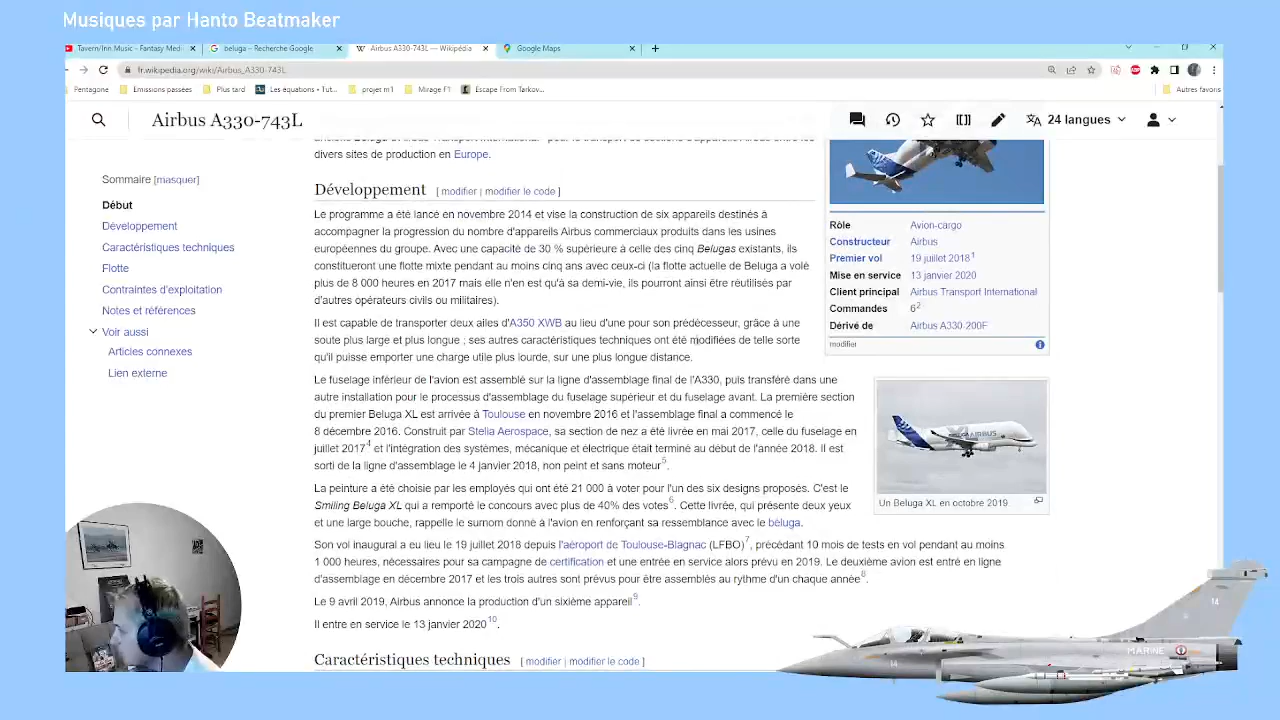 Musiques par Hanto Beatmaker
Tavern/Inn Music - Fantasy Med
beluga – Recherche Google
Airbus A330-743L — Wikipédia
Google Maps
fr.wikipedia.org/wiki/Airbus_A330-743L
Pentagone
Emissions passées
Plus tard
Les équations • Tut...
projet m1
Mirage F1
Escape From Tarkov...
Autres favoris
Airbus A330-743L
24 langues
divers sites de production en Europe.
Sommaire [masquer]
Début
Développement
Caractéristiques techniques
Flotte
Contraintes d'exploitation
Notes et références
Voir aussi
Articles connexes
Lien externe
Développement [ modifier | modifier le code ]
Le programme a été lancé en novembre 2014 et vise la construction de six appareils destinés à
accompagner la progression du nombre d'appareils Airbus commerciaux produits dans les usines
européennes du groupe. Avec une capacité de 30 % supérieure à celle des cinq Belugas existants, ils
constitueront une flotte mixte pendant au moins cinq ans avec ceux-ci (la flotte actuelle de Beluga a volé
plus de 8 000 heures en 2017 mais elle n'en est qu'à sa demi-vie, ils pourront ainsi être réutilisés par
d'autres opérateurs civils ou militaires).
Il est capable de transporter deux ailes d'A350 XWB au lieu d'une pour son prédécesseur, grâce à une
soute plus large et plus longue ; ses autres caractéristiques techniques ont été modifiées de telle sorte
qu'il puisse emporter une charge utile plus lourde, sur une plus longue distance.
Le fuselage inférieur de l'avion est assemblé sur la ligne d'assemblage final de l'A330, puis transféré dans une
autre installation pour le processus d'assemblage du fuselage supérieur et du fuselage avant. La première section
du premier Beluga XL est arrivée à Toulouse en novembre 2016 et l'assemblage final a commencé le
8 décembre 2016. Construit par Stelia Aerospace, sa section de nez a été livrée en mai 2017, celle du fuselage en
juillet 2017⁴ et l'intégration des systèmes, mécanique et électrique était terminé au début de l'année 2018. Il est
sorti de la ligne d'assemblage le 4 janvier 2018, non peint et sans moteur⁵.
La peinture a été choisie par les employés qui ont été 21 000 à voter pour l'un des six designs proposés. C'est le
Smiling Beluga XL qui a remporté le concours avec plus de 40% des votes⁶. Cette livrée, qui présente deux yeux
et une large bouche, rappelle le surnom donné à l'avion en renforçant sa ressemblance avec le béluga.
Son vol inaugural a eu lieu le 19 juillet 2018 depuis l'aéroport de Toulouse-Blagnac (LFBO)⁷, précédant 10 mois de tests en vol pendant au moins
1 000 heures, nécessaires pour sa campagne de certification et une entrée en service alors prévu en 2019. Le deuxième avion est entré en ligne
d'assemblage en décembre 2017 et les trois autres sont prévus pour être assemblés au rythme d'un chaque année⁸.
Le 9 avril 2019, Airbus annonce la production d'un sixième appareil⁹.
Il entre en service le 13 janvier 2020¹⁰.
Caractéristiques techniques [ modifier | modifier le code ]
Rôle Avion-cargo
Constructeur Airbus
Premier vol 19 juillet 2018¹
Mise en service 13 janvier 2020
Client principal Airbus Transport International
Commandes 6²
Dérivé de Airbus A330-200F
modifier
Un Beluga XL en octobre 2019.
14
14
MARINE